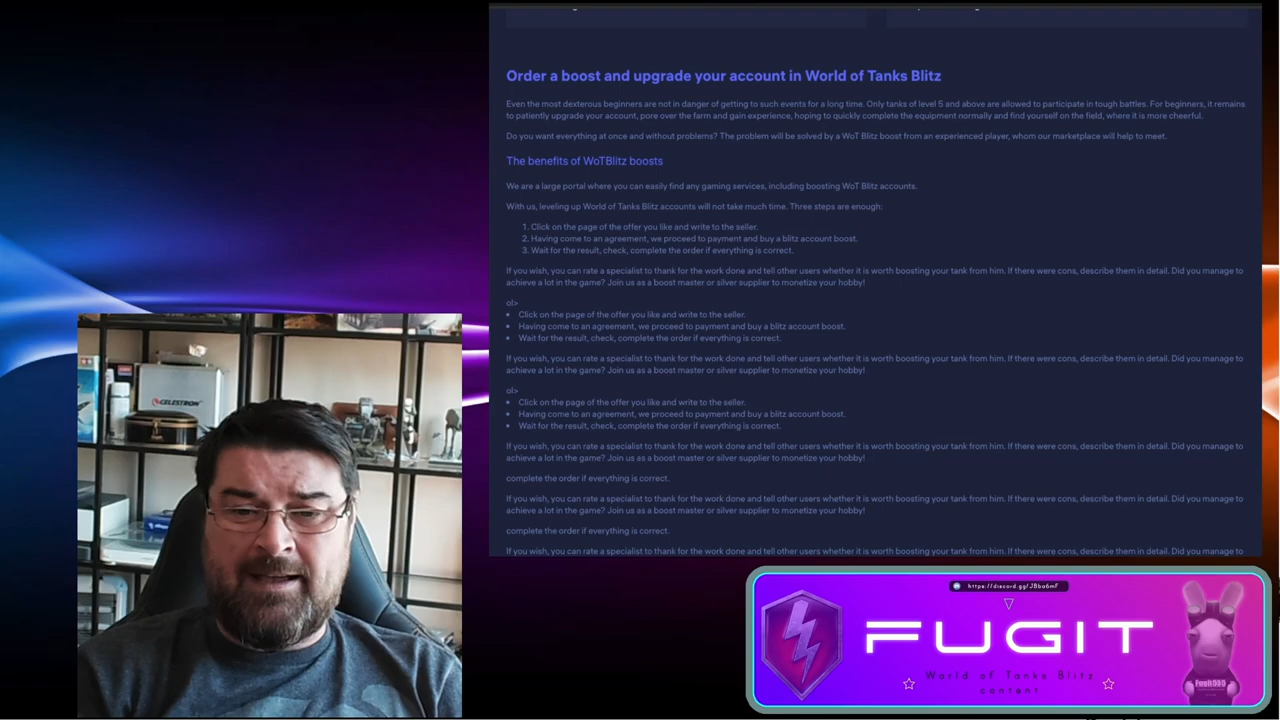 Order a boost and upgrade your account in World of Tanks Blitz
Even the most dexterous beginners are not in danger of getting to such events for a long time. Only tanks of level 5 and above are allowed to participate in tough battles. For beginners, it remains
to patiently upgrade your account, pore over the farm and gain experience, hoping to quickly complete the equipment normally and find yourself on the field, where it is more cheerful.
Do you want everything at once and without problems? The problem will be solved by a WoT Blitz boost from an experienced player, whom our marketplace will help to meet.
The benefits of WoTBlitz boosts
We are a large portal where you can easily find any gaming services, including boosting WoT Blitz accounts.
With us, leveling up World of Tanks Blitz accounts will not take much time. Three steps are enough:
1. Click on the page of the offer you like and write to the seller.
2. Having come to an agreement, we proceed to payment and buy a blitz account boost.
3. Wait for the result, check, complete the order if everything is correct.
If you wish, you can rate a specialist to thank for the work done and tell other users whether it is worth boosting your tank from him. If there were cons, describe them in detail. Did you manage to
achieve a lot in the game? Join us as a boost master or silver supplier to monetize your hobby!
ol>
• Click on the page of the offer you like and write to the seller.
• Having come to an agreement, we proceed to payment and buy a blitz account boost.
• Wait for the result, check, complete the order if everything is correct.
If you wish, you can rate a specialist to thank for the work done and tell other users whether it is worth boosting your tank from him. If there were cons, describe them in detail. Did you manage to
achieve a lot in the game? Join us as a boost master or silver supplier to monetize your hobby!
ol>
• Click on the page of the offer you like and write to the seller.
• Having come to an agreement, we proceed to payment and buy a blitz account boost.
• Wait for the result, check, complete the order if everything is correct.
If you wish, you can rate a specialist to thank for the work done and tell other users whether it is worth boosting your tank from him. If there were cons, describe them in detail. Did you manage to
achieve a lot in the game? Join us as a boost master or silver supplier to monetize your hobby!
complete the order if everything is correct.
If you wish, you can rate a specialist to thank for the work done and tell other users whether it is worth boosting your tank from him. If there were cons, describe them in detail. Did you manage to
achieve a lot in the game? Join us as a boost master or silver supplier to monetize your hobby!
complete the order if everything is correct.
If you wish, you can rate a specialist to thank for the work done and tell other users whether it is worth boosting your tank from him. If there were cons, describe them in detail. Did you manage to
CELESTRON
https://discord.gg/JBba6mF
FUGIT
World of Tanks Blitz
content